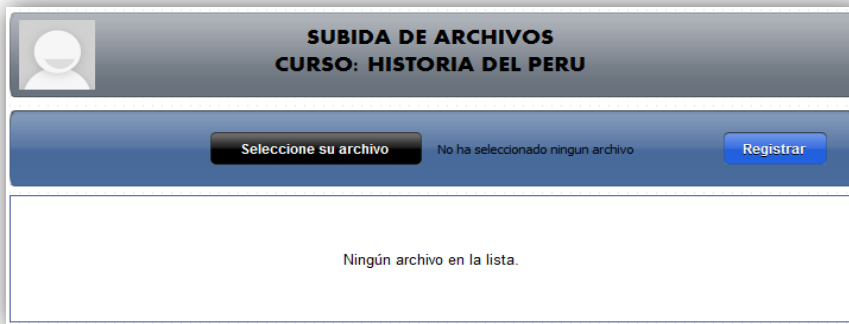 SUBIDA DE ARCHIVOS
CURSO: HISTORIA DEL PERU
Seleccione su archivo No ha seleccionado ningun archivo Registrar
Ningún archivo en la lista.